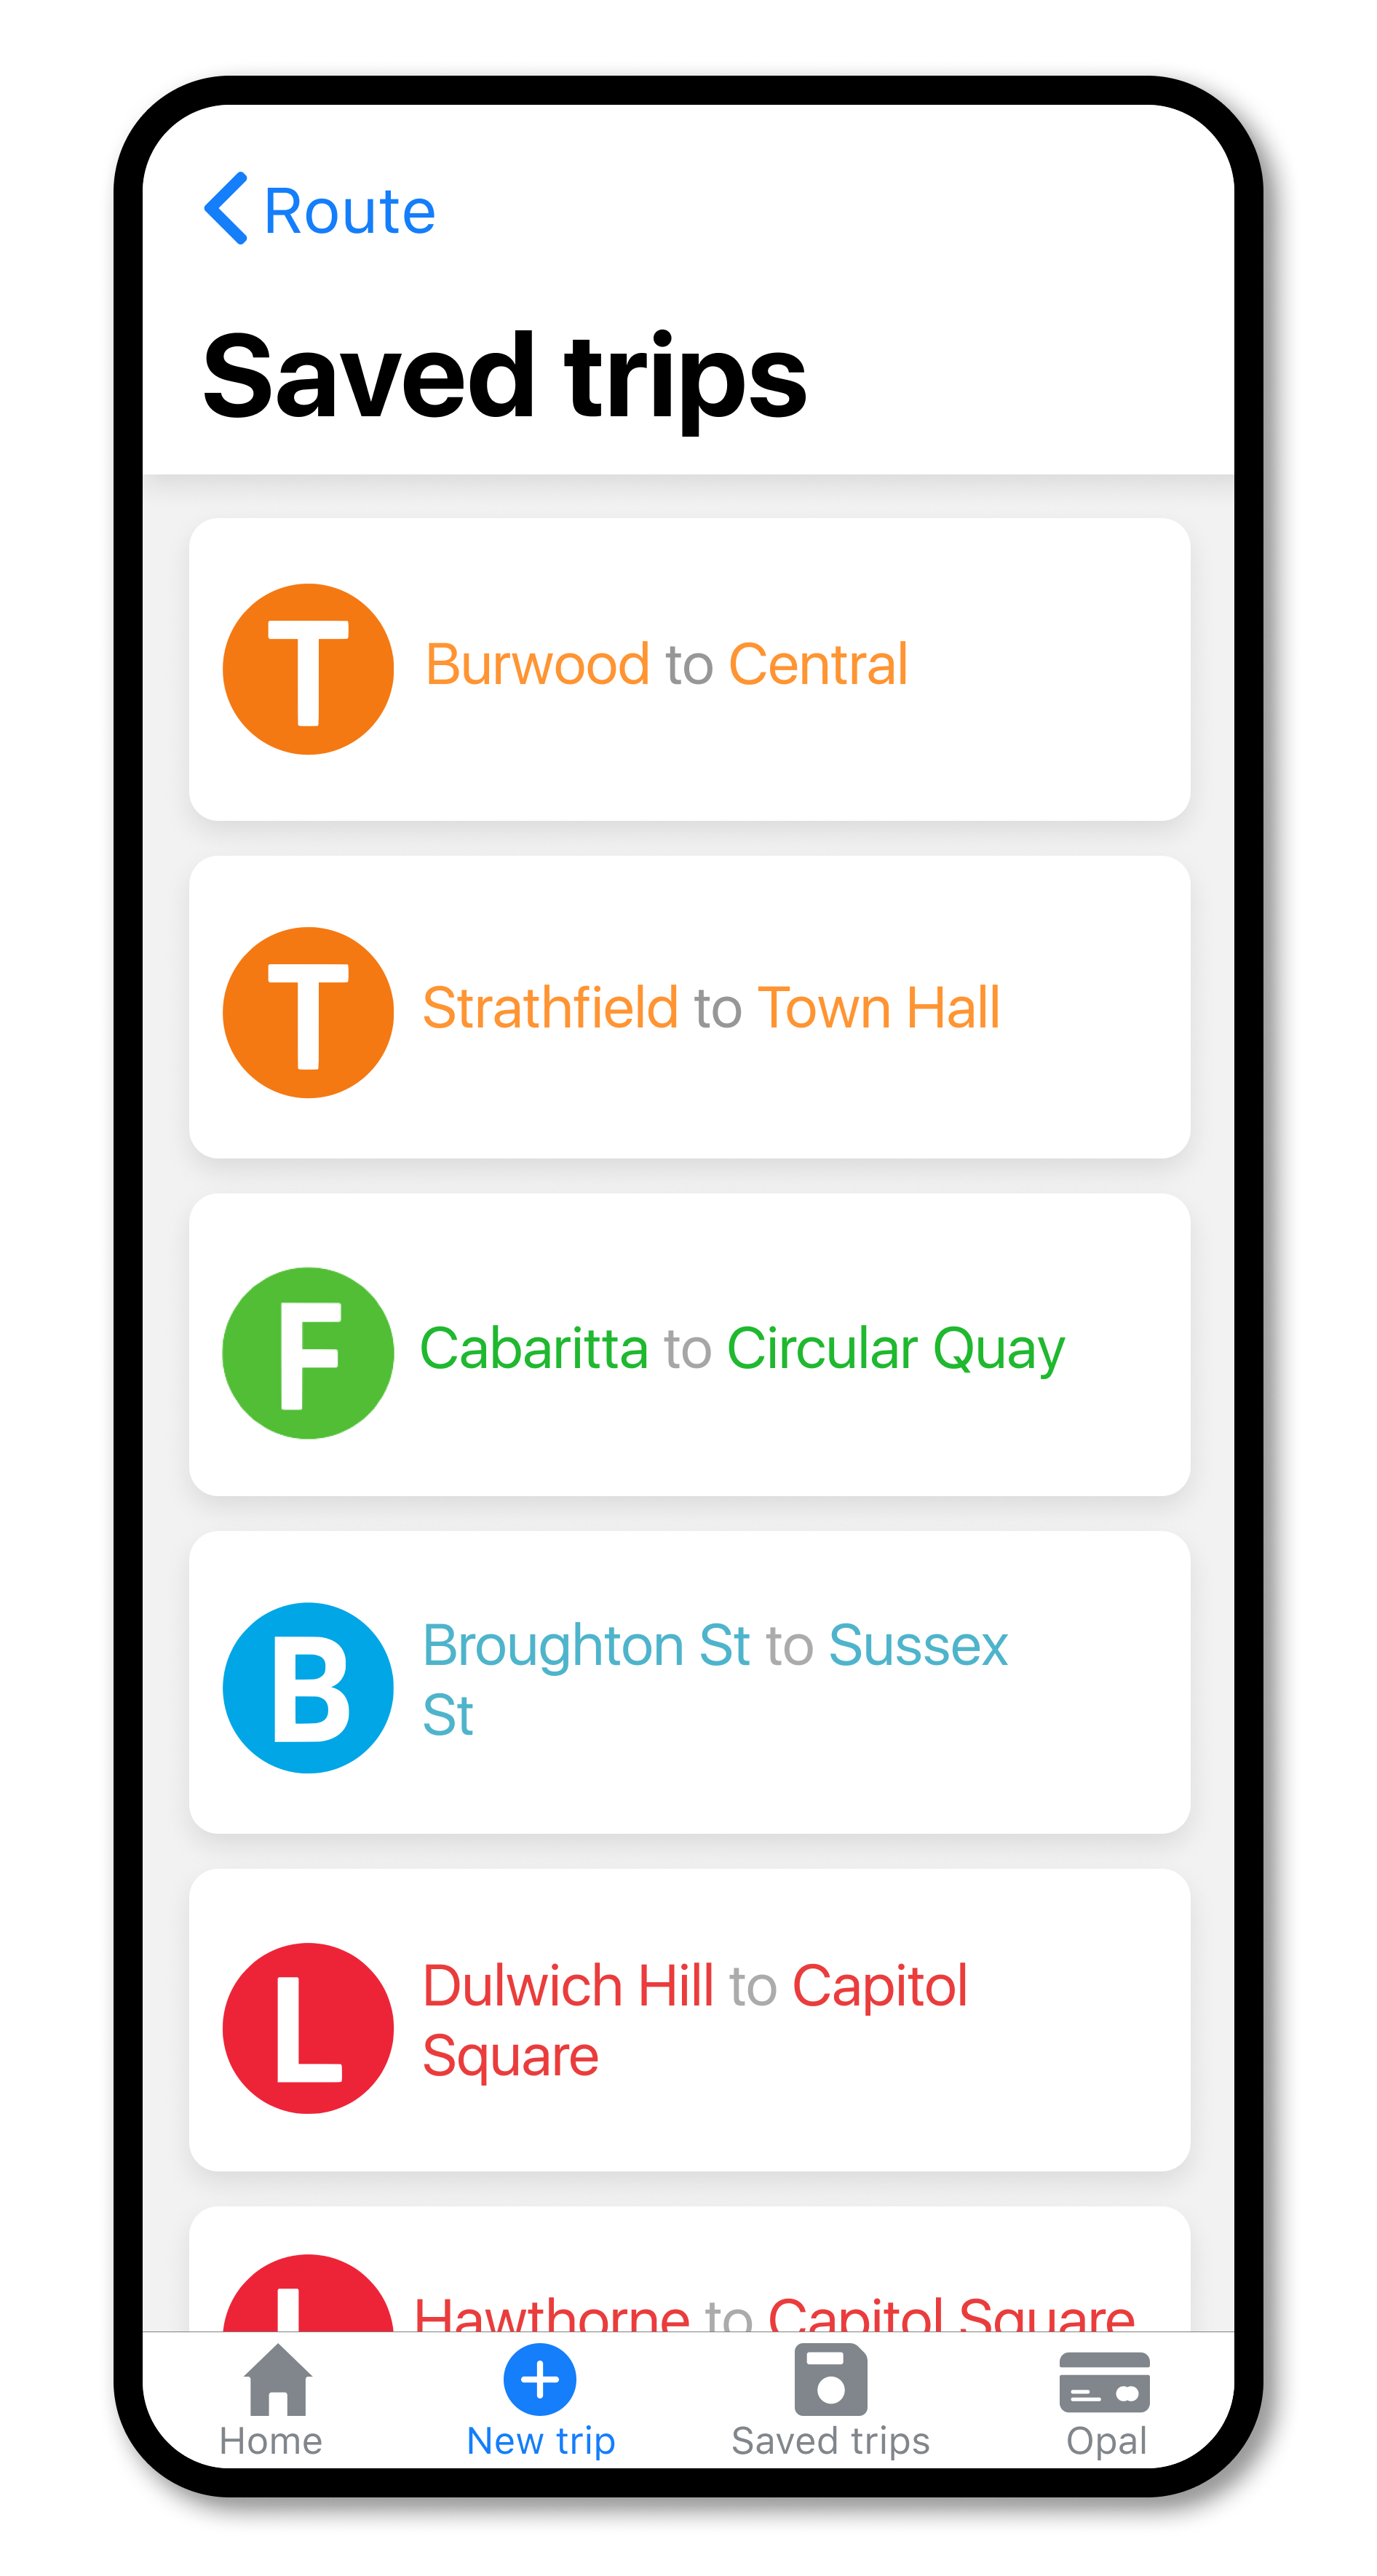 Route
Saved trips
T
Burwood to Central
T
Strathfield to Town Hall
F
Cabaritta to Circular Quay
B
Broughton St to Sussex
St
L
Dulwich Hill to Capitol
Square
L
Hawthorne to Capitol Square
Home
New trip
Saved trips
Opal